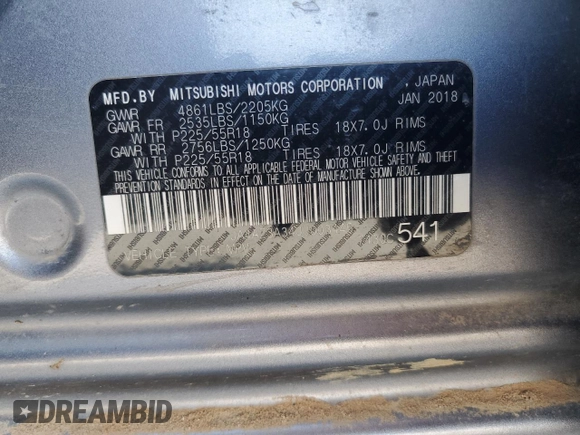 MFD.BY MITSUBISHI MOTORS CORPORATION , JAPAN
GVWR 4861LBS/2205KG JAN 2018
GAWR FR 2535LBS/1150KG
WITH P225/55R18 TIRES 18X7.0J RIMS
GAWR RR 2756LBS/1250KG
WITH P225/55R18 TIRES 18X7.0J RIMS
THIS VEHICLE CONFORMS TO ALL APPLICABLE FEDERAL MOTOR VEHICLE SAFETY AND THEFT
PREVENTION STANDARDS IN EFFECT ON THE DATE OF MANUFACTURE SHOWN ABOVE.
VEHICLE
541
DREAMBID